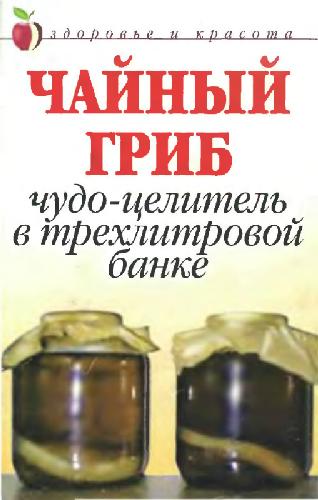 здоровье и красота
ЧАЙНЫЙ
ГРИБ
чудо-целитель
в трехлитровой
банке